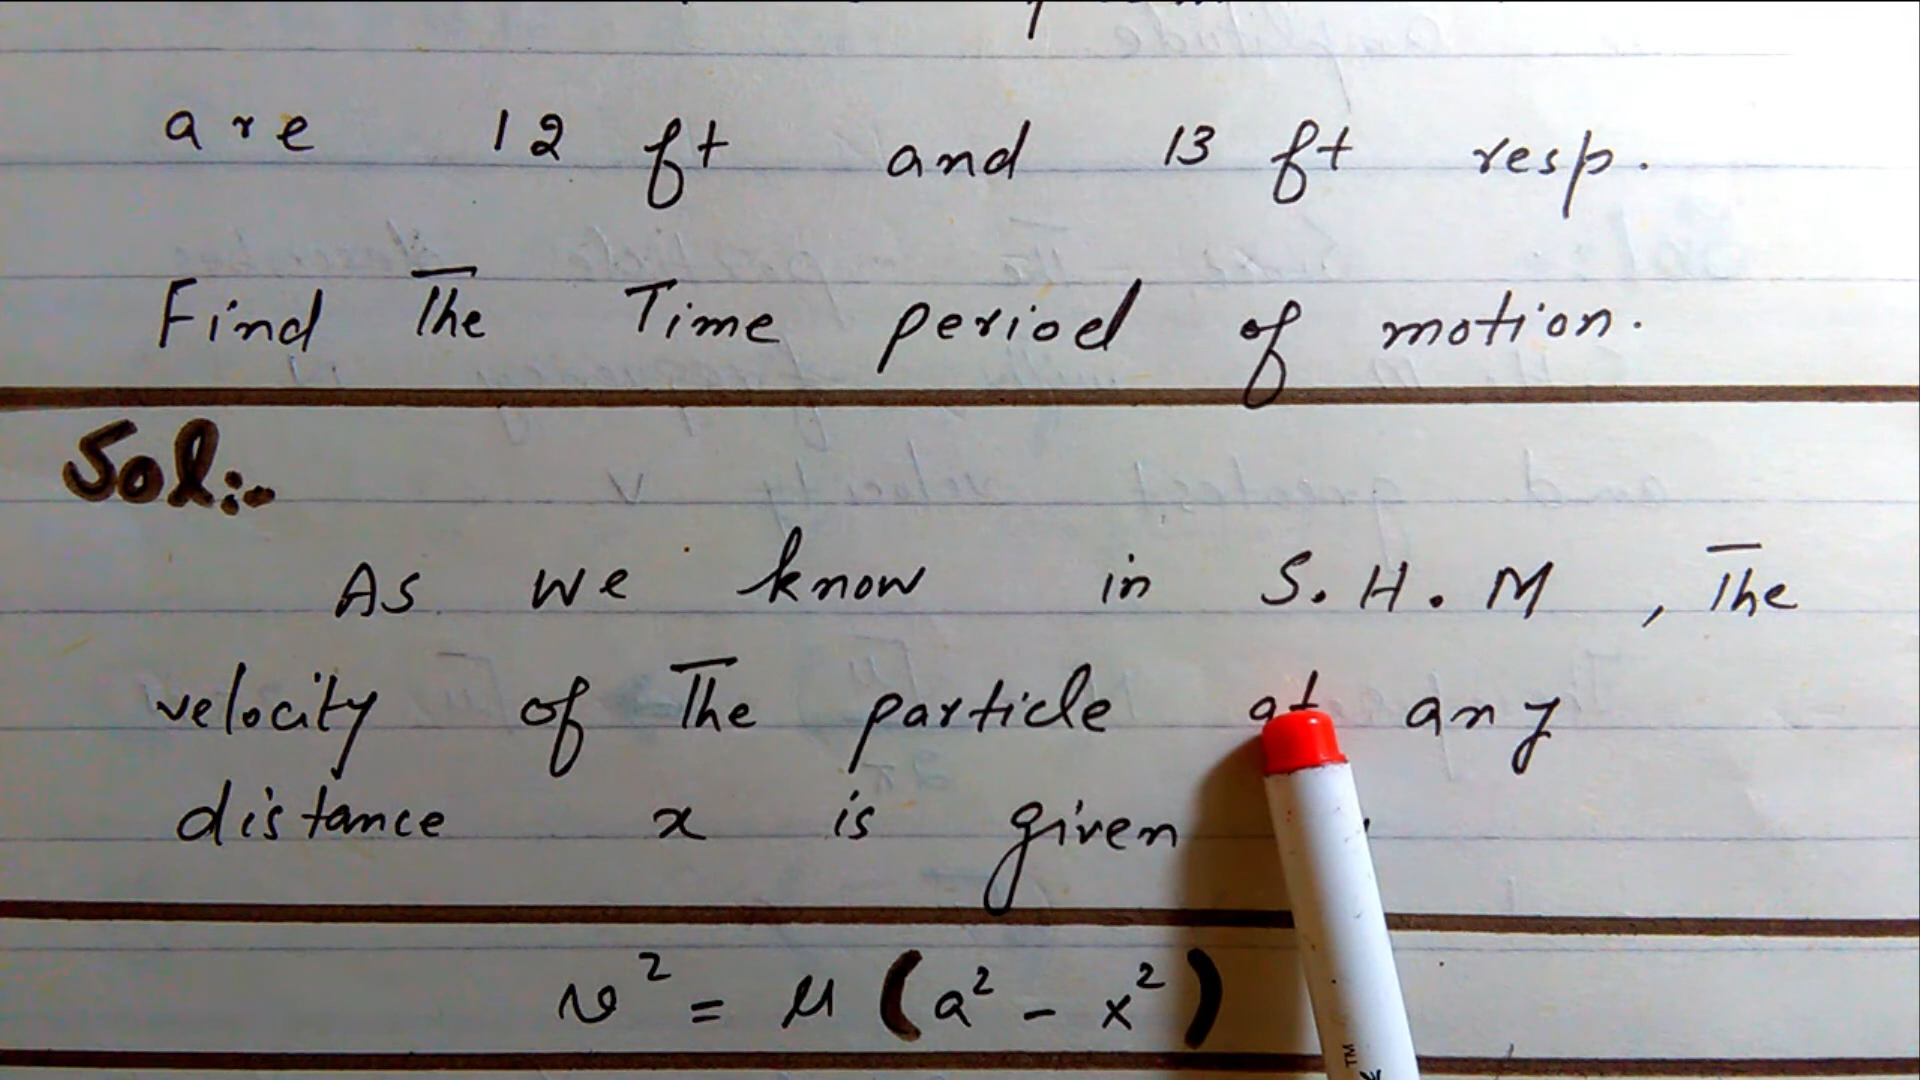 are 12 ft and 13 ft resp.
Find The Time period of motion.
Sol:-
As we know in S.H.M, The
velocity of The particle at any
distance x is given
v² = μ (a² - x²)
TM